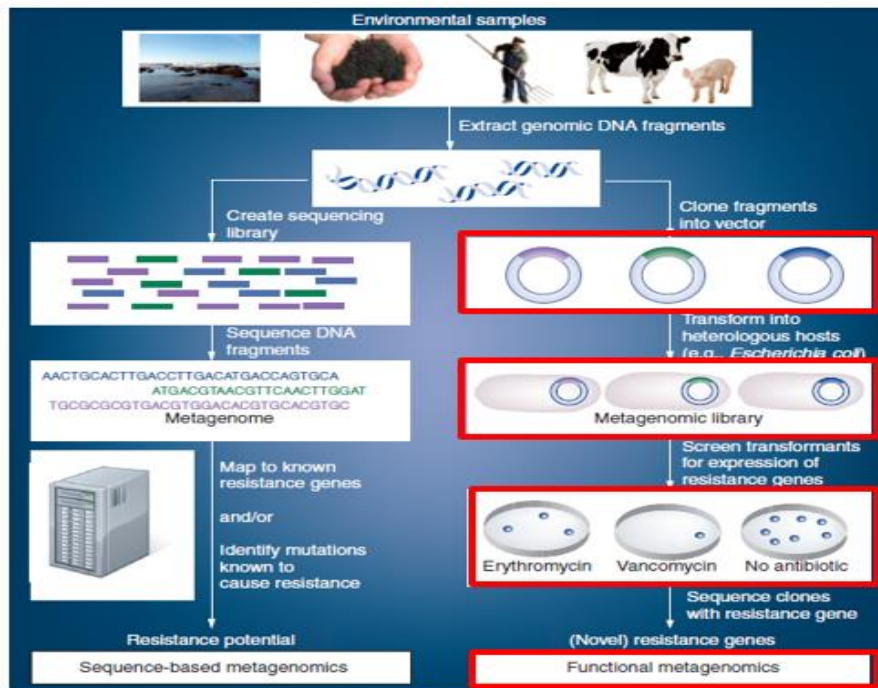 Environmental samples
Extract genomic DNA fragments
Create sequencing
library
Clone fragments
into vector
Sequence DNA
fragments
Transform into
heterologous hosts
(e.g., Escherichia coli)
AACTGCACTTGACCTTGACATGACCAGTGCA
ATGACGTAACGTTCAACTTGGAT
TGCGCGCGTGACGTGGACACGTGCACGTGC
Metagenome
Metagenomic library
Map to known
resistance genes
and/or
Identify mutations
known to
cause resistance
Screen transformants
for expression of
resistance genes
Erythromycin
Vancomycin
No antibiotic
Sequence clones
with resistance gene
Resistance potential
Sequence-based metagenomics
(Novel) resistance genes
Functional metagenomics